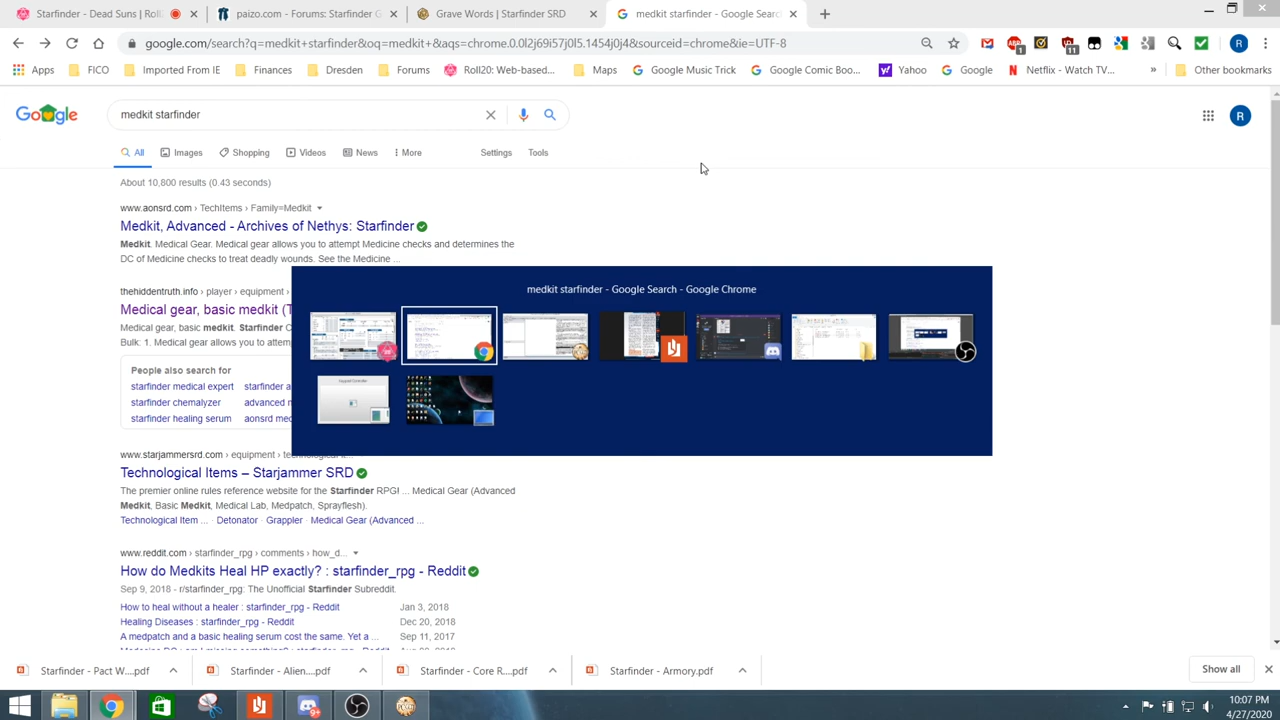 Starfinder - Dead Suns | Roll
paizo.com - Forums: Starfinder G
Grave Words | Starfinder SRD
medkit starfinder - Google Searc
google.com/search?q=medkit+starfinder&oq=medkit+&aqs=chrome.0.0l2j69i57j0l5.1454j0j4&sourceid=chrome&ie=UTF-8
1
11
R
Apps
FICO
Imported From IE
Finances
Dresden
Forums
Roll20: Web-based...
Maps
Google Music Trick
Google Comic Boo...
Yahoo
Google
Netflix - Watch TV...
»
Other bookmarks
Google
medkit starfinder
R
All
Images
Shopping
Videos
News
More
Settings
Tools
About 10,800 results (0.43 seconds)
www.aonsrd.com › TechItems › Family=Medkit
Medkit, Advanced - Archives of Nethys: Starfinder
Medkit. Medical Gear. Medical gear allows you to attempt Medicine checks and determines the
DC of Medicine checks to treat deadly wounds. See the Medicine ...
medkit starfinder - Google Search - Google Chrome
thehiddentruth.info › player › equipment
Medical gear, basic medkit (T
Medical gear, basic medkit. Starfinder C
Bulk: 1. Medical gear allows you to attemp
People also search for
starfinder medical expert
starfinder a
starfinder chemalyzer
advanced n
starfinder healing serum
aonsrd med
www.starjammersrd.com › equipment
Technological Items – Starjammer SRD
The premier online rules reference website for the Starfinder RPG! ... Medical Gear (Advanced
Medkit, Basic Medkit, Medical Lab, Medpatch, Sprayflesh).
Technological Item ... · Detonator · Grappler · Medical Gear (Advanced ...
www.reddit.com › starfinder_rpg › comments › how_d...
How do Medkits Heal HP exactly? : starfinder_rpg - Reddit
Sep 9, 2018 - r/starfinder_rpg: The Unofficial Starfinder Subreddit.
How to heal without a healer : starfinder_rpg - Reddit
Jan 3, 2018
Healing Diseases : starfinder_rpg - Reddit
Dec 20, 2018
A medpatch and a basic healing serum cost the same. Yet a ...
Sep 11, 2017
Starfinder - Pact W....pdf
Starfinder - Alien....pdf
Starfinder - Core R....pdf
Starfinder - Armory.pdf
Show all
10:07 PM
4/27/2020